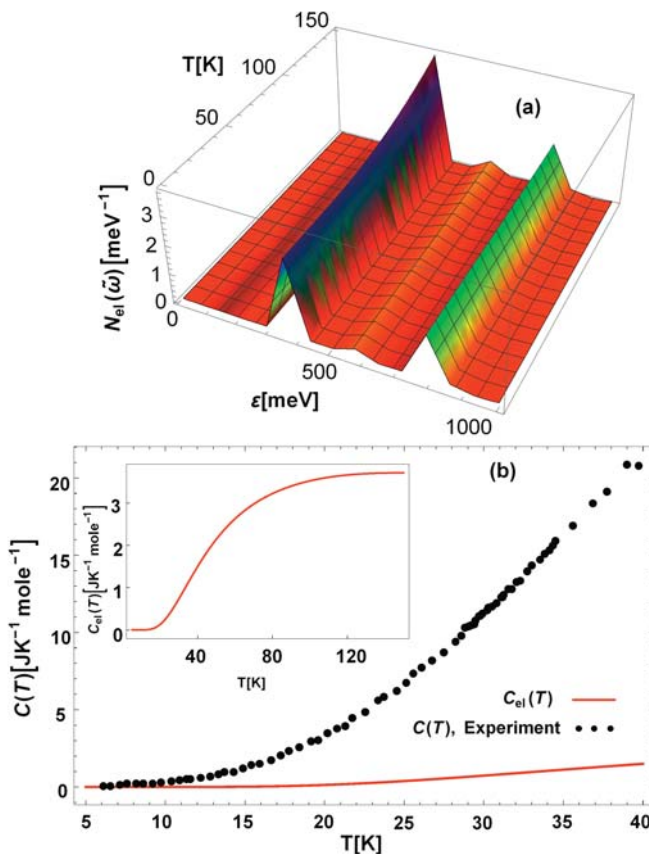 150
T[K]
100
(a)
50
0
3
2
1
0
N_el(ω̃)[meV⁻¹]
0
500
ε[meV]
1000
(b)
20
15
10
5
0
C(T)[JK⁻¹ mole⁻¹]
3
2
1
0
C_el(T)[JK⁻¹ mole⁻¹]
40 80 120
T[K]
C_el(T)
C(T), Experiment
5 10 15 20 25 30 35 40
T[K]